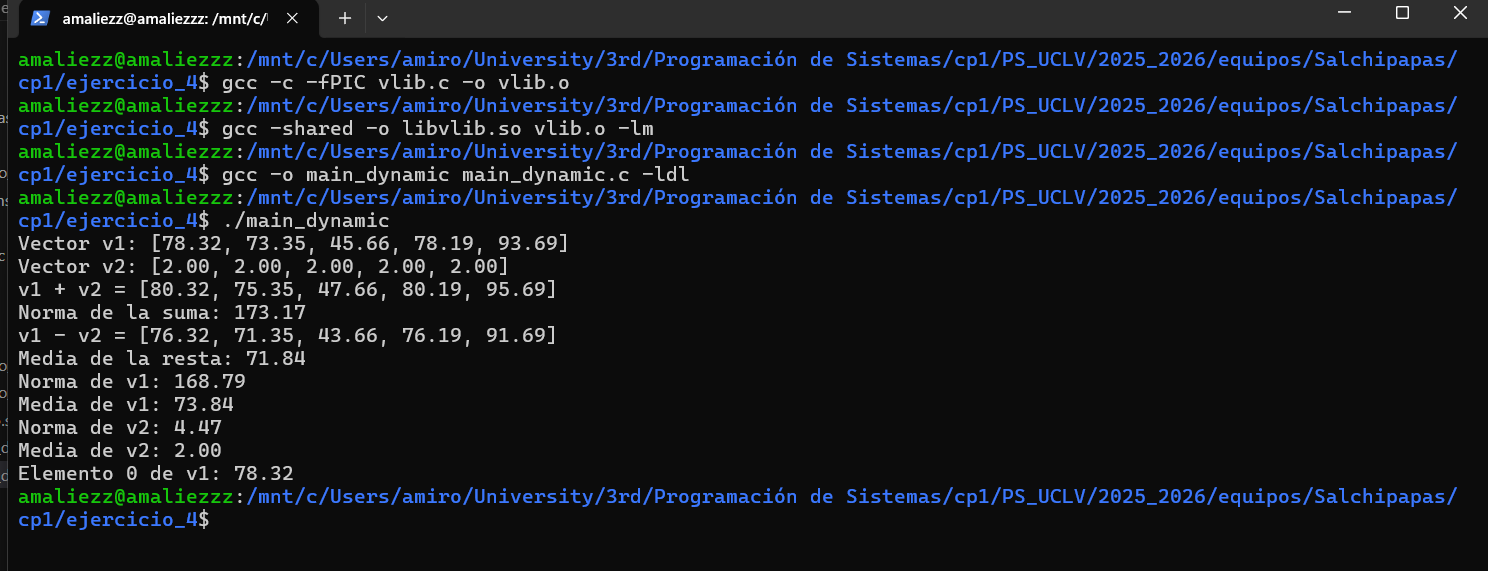 amaliezz@amaliezzz: /mnt/c/
amaliezz@amaliezzz:/mnt/c/Users/amiro/University/3rd/Programación de Sistemas/cp1/PS_UCLV/2025_2026/equipos/Salchipapas/
cp1/ejercicio_4$ gcc -c -fPIC vlib.c -o vlib.o
amaliezz@amaliezzz:/mnt/c/Users/amiro/University/3rd/Programación de Sistemas/cp1/PS_UCLV/2025_2026/equipos/Salchipapas/
cp1/ejercicio_4$ gcc -shared -o libvlib.so vlib.o -lm
amaliezz@amaliezzz:/mnt/c/Users/amiro/University/3rd/Programación de Sistemas/cp1/PS_UCLV/2025_2026/equipos/Salchipapas/
cp1/ejercicio_4$ gcc -o main_dynamic main_dynamic.c -ldl
amaliezz@amaliezzz:/mnt/c/Users/amiro/University/3rd/Programación de Sistemas/cp1/PS_UCLV/2025_2026/equipos/Salchipapas/
cp1/ejercicio_4$ ./main_dynamic
Vector v1: [78.32, 73.35, 45.66, 78.19, 93.69]
Vector v2: [2.00, 2.00, 2.00, 2.00, 2.00]
v1 + v2 = [80.32, 75.35, 47.66, 80.19, 95.69]
Norma de la suma: 173.17
v1 - v2 = [76.32, 71.35, 43.66, 76.19, 91.69]
Media de la resta: 71.84
Norma de v1: 168.79
Media de v1: 73.84
Norma de v2: 4.47
Media de v2: 2.00
Elemento 0 de v1: 78.32
amaliezz@amaliezzz:/mnt/c/Users/amiro/University/3rd/Programación de Sistemas/cp1/PS_UCLV/2025_2026/equipos/Salchipapas/
cp1/ejercicio_4$